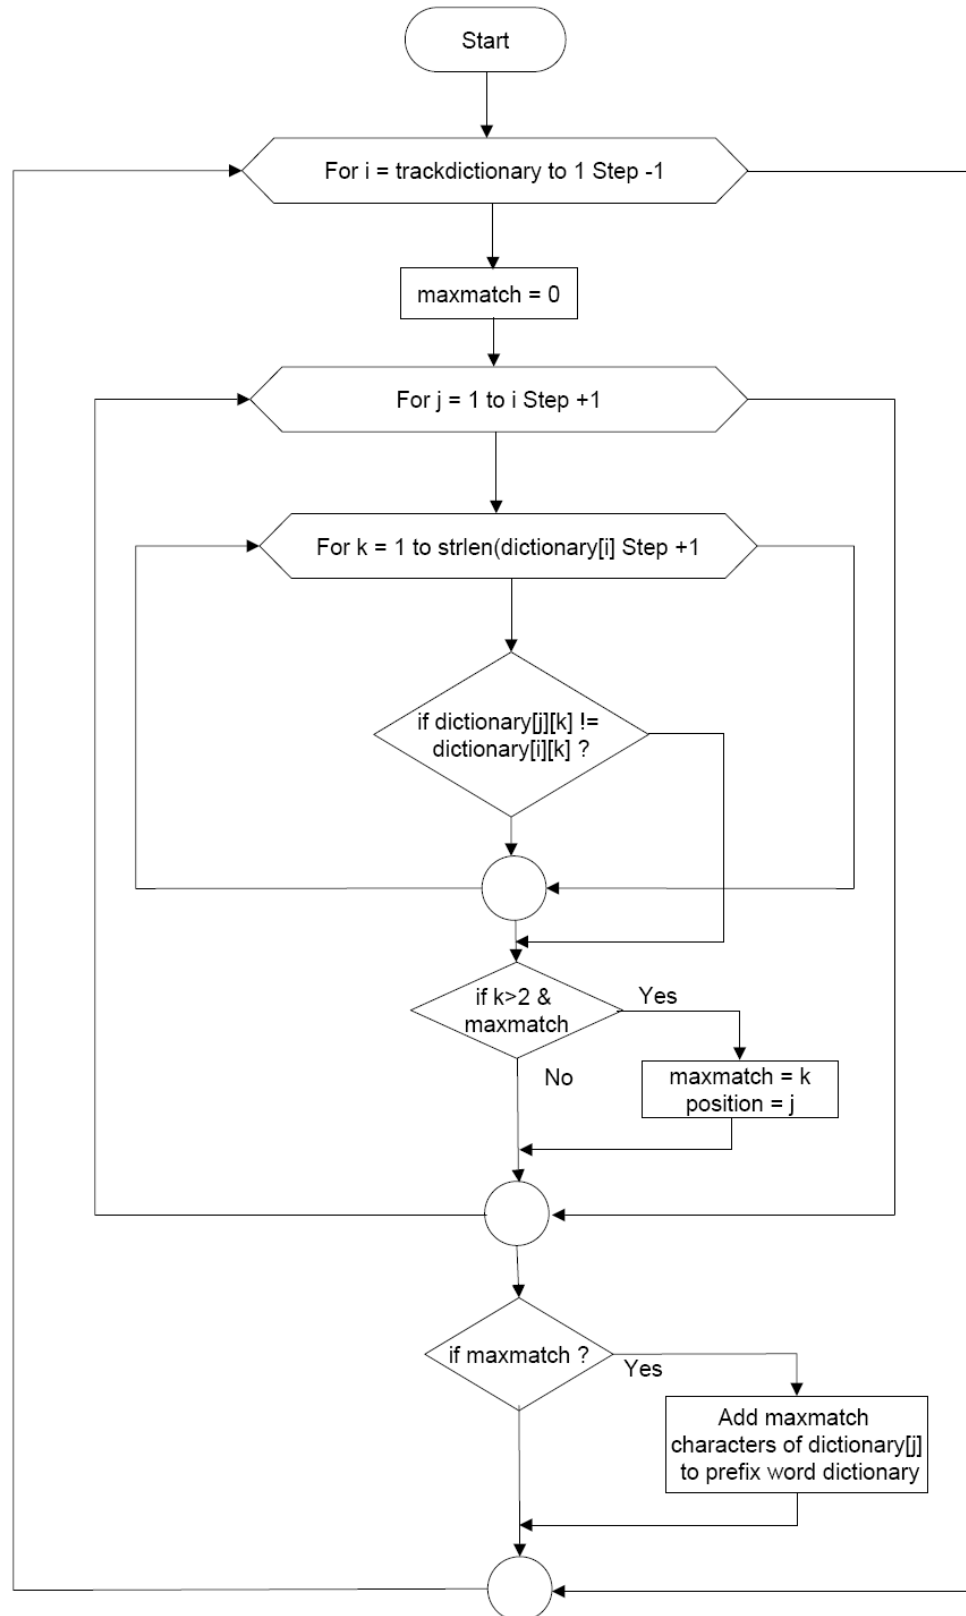 Start
For i = trackdictionary to 1 Step -1
maxmatch = 0
For j = 1 to i Step +1
For k = 1 to strlen(dictionary[i] Step +1
if dictionary[j][k] !=
dictionary[i][k] ?
if k>2 &
maxmatch
Yes
No
maxmatch = k
position = j
if maxmatch ?
Yes
Add maxmatch
characters of dictionary[j]
to prefix word dictionary